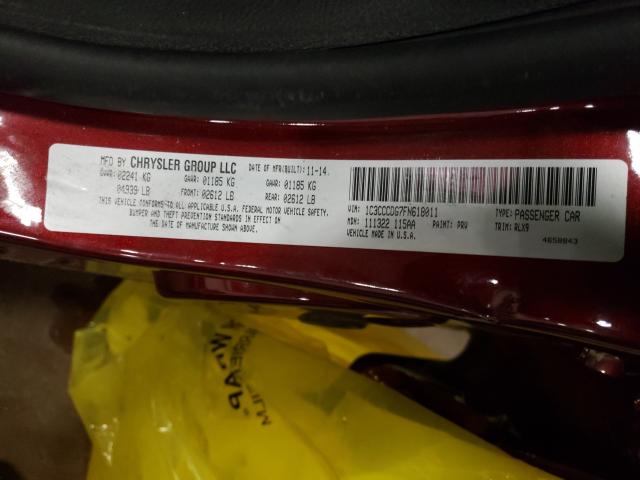 MFD BY CHRYSLER GROUP LLC DATE OF MFR(BUILT): 11-14.
GVWR: 02241 KG GAWR: 01185 KG GAWR: 01185 KG
04939 LB FRONT: 02612 LB REAR: 02612 LB
THIS VEHICLE CONFORMS TO ALL APPLICABLE U.S.A. FEDERAL MOTOR VEHICLE SAFETY,
BUMPER AND THEFT PREVENTION STANDARDS IN EFFECT ON
THE DATE OF MANUFACTURE SHOWN ABOVE.
VIN: 1C3CCCDG7FN618011 TYPE: PASSENGER CAR
MDH: 111322 115AA PAINT: PRV TRIM: RLX9
VEHICLE MADE IN U.S.A. 4658843